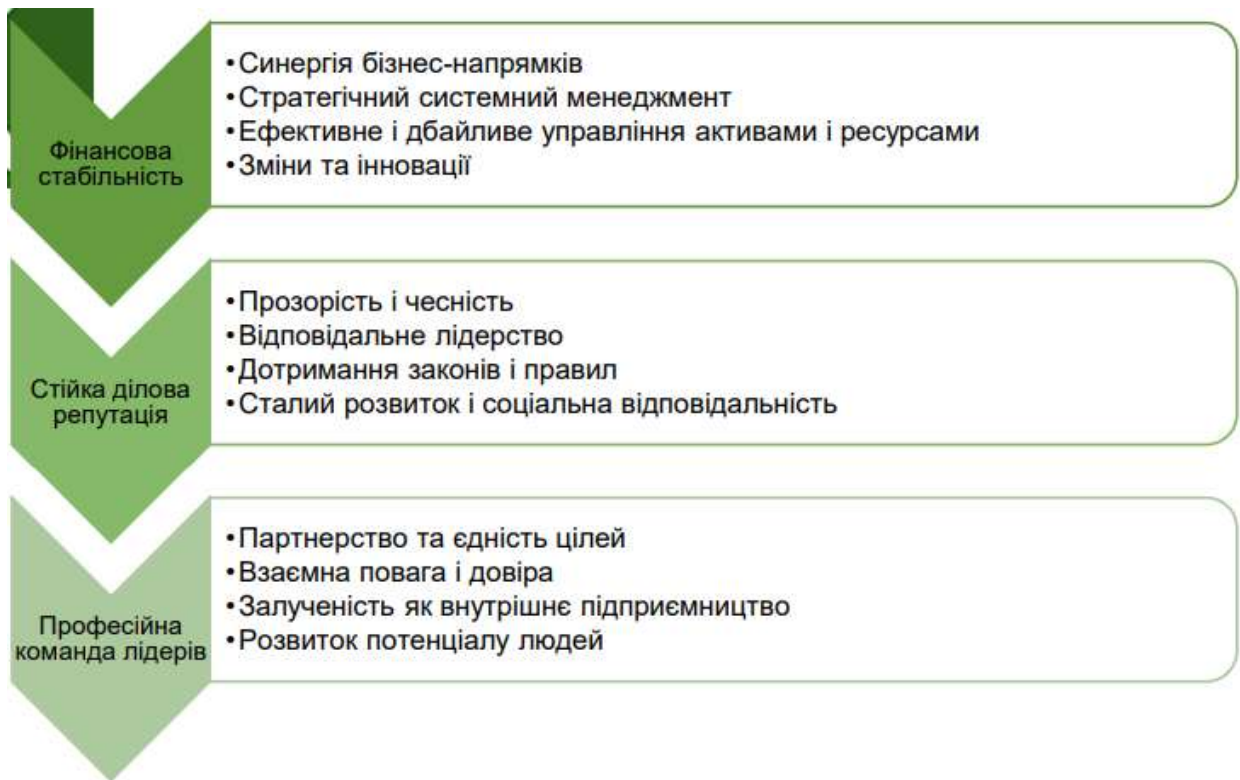 Фінансова
стабільність
•Синергія бізнес-напрямків
•Стратегічний системний менеджмент
•Ефективне і дбайливе управління активами і ресурсами
•Зміни та інновації
Стійка ділова
репутація
•Прозорість і чесність
•Відповідальне лідерство
•Дотримання законів і правил
•Сталий розвиток і соціальна відповідальність
Професійна
команда лідерів
•Партнерство та єдність цілей
•Взаємна повага і довіра
•Залученість як внутрішнє підприємництво
•Розвиток потенціалу людей